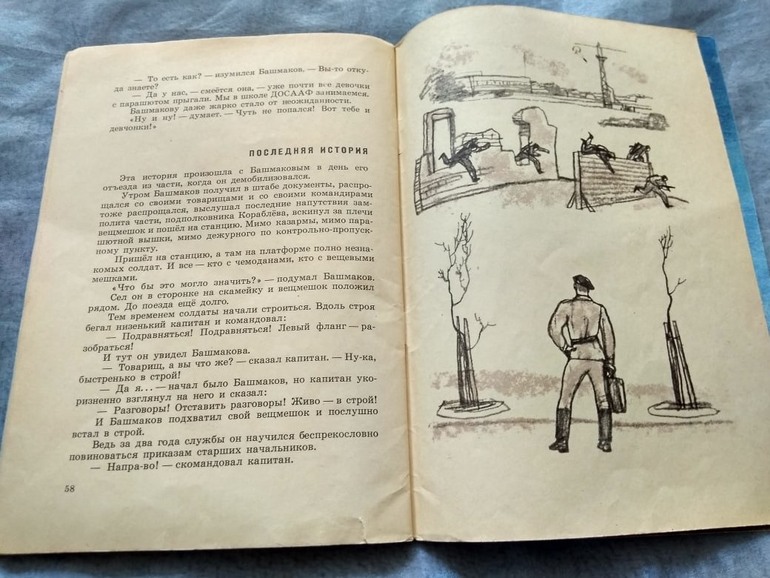 — То есть как? — изумился Башмаков. — Вы-то отку-
да знаете?
— Да у нас, — смеётся она, — уже почти все девочки
с парашютом прыгали. Мы в школе ДОСААФ занимаемся.
Башмакову даже жарко стало от неожиданности.
«Ну и ну! — думает. — Чуть не попался! Вот тебе и
девчонки!»
ПОСЛЕДНЯЯ ИСТОРИЯ
Эта история произошла с Башмаковым в день его
отъезда из части, когда он демобилизовался.
Утром Башмаков получил в штабе документы, распро-
щался со своими товарищами и со своими командирами
тоже распрощался, выслушал последние напутствия зам-
полита части, подполковника Кораблёва, вскинул за плечи
вещмешок и пошёл на станцию. Мимо казармы, мимо пара-
шютной вышки, мимо дежурного по контрольно-пропуск-
ному пункту.
Пришёл на станцию, а там на платформе полно незна-
комых солдат. И все — кто с чемоданами, кто с вещевыми
мешками.
«Что бы это могло значить?» — подумал Башмаков.
Сел он в сторонке на скамейку и вещмешок положил
рядом. До поезда ещё долго.
Тем временем солдаты начали строиться. Вдоль строя
бегал низенький капитан и командовал:
— Подравняться! Подравняться! Левый фланг — ра-
зобраться!
И тут он увидел Башмакова.
— Товарищ, а вы что же? — сказал капитан. — Ну-ка,
быстренько в строй!
— Да я... — начал было Башмаков, но капитан уко-
ризненно взглянул на него и сказал:
— Разговоры! Отставить разговоры! Живо — в строй!
И Башмаков подхватил свой вещмешок и послушно
встал в строй.
Ведь за два года службы он научился беспрекословно
повиноваться приказам старших начальников.
— Напра-во! — скомандовал капитан.
58